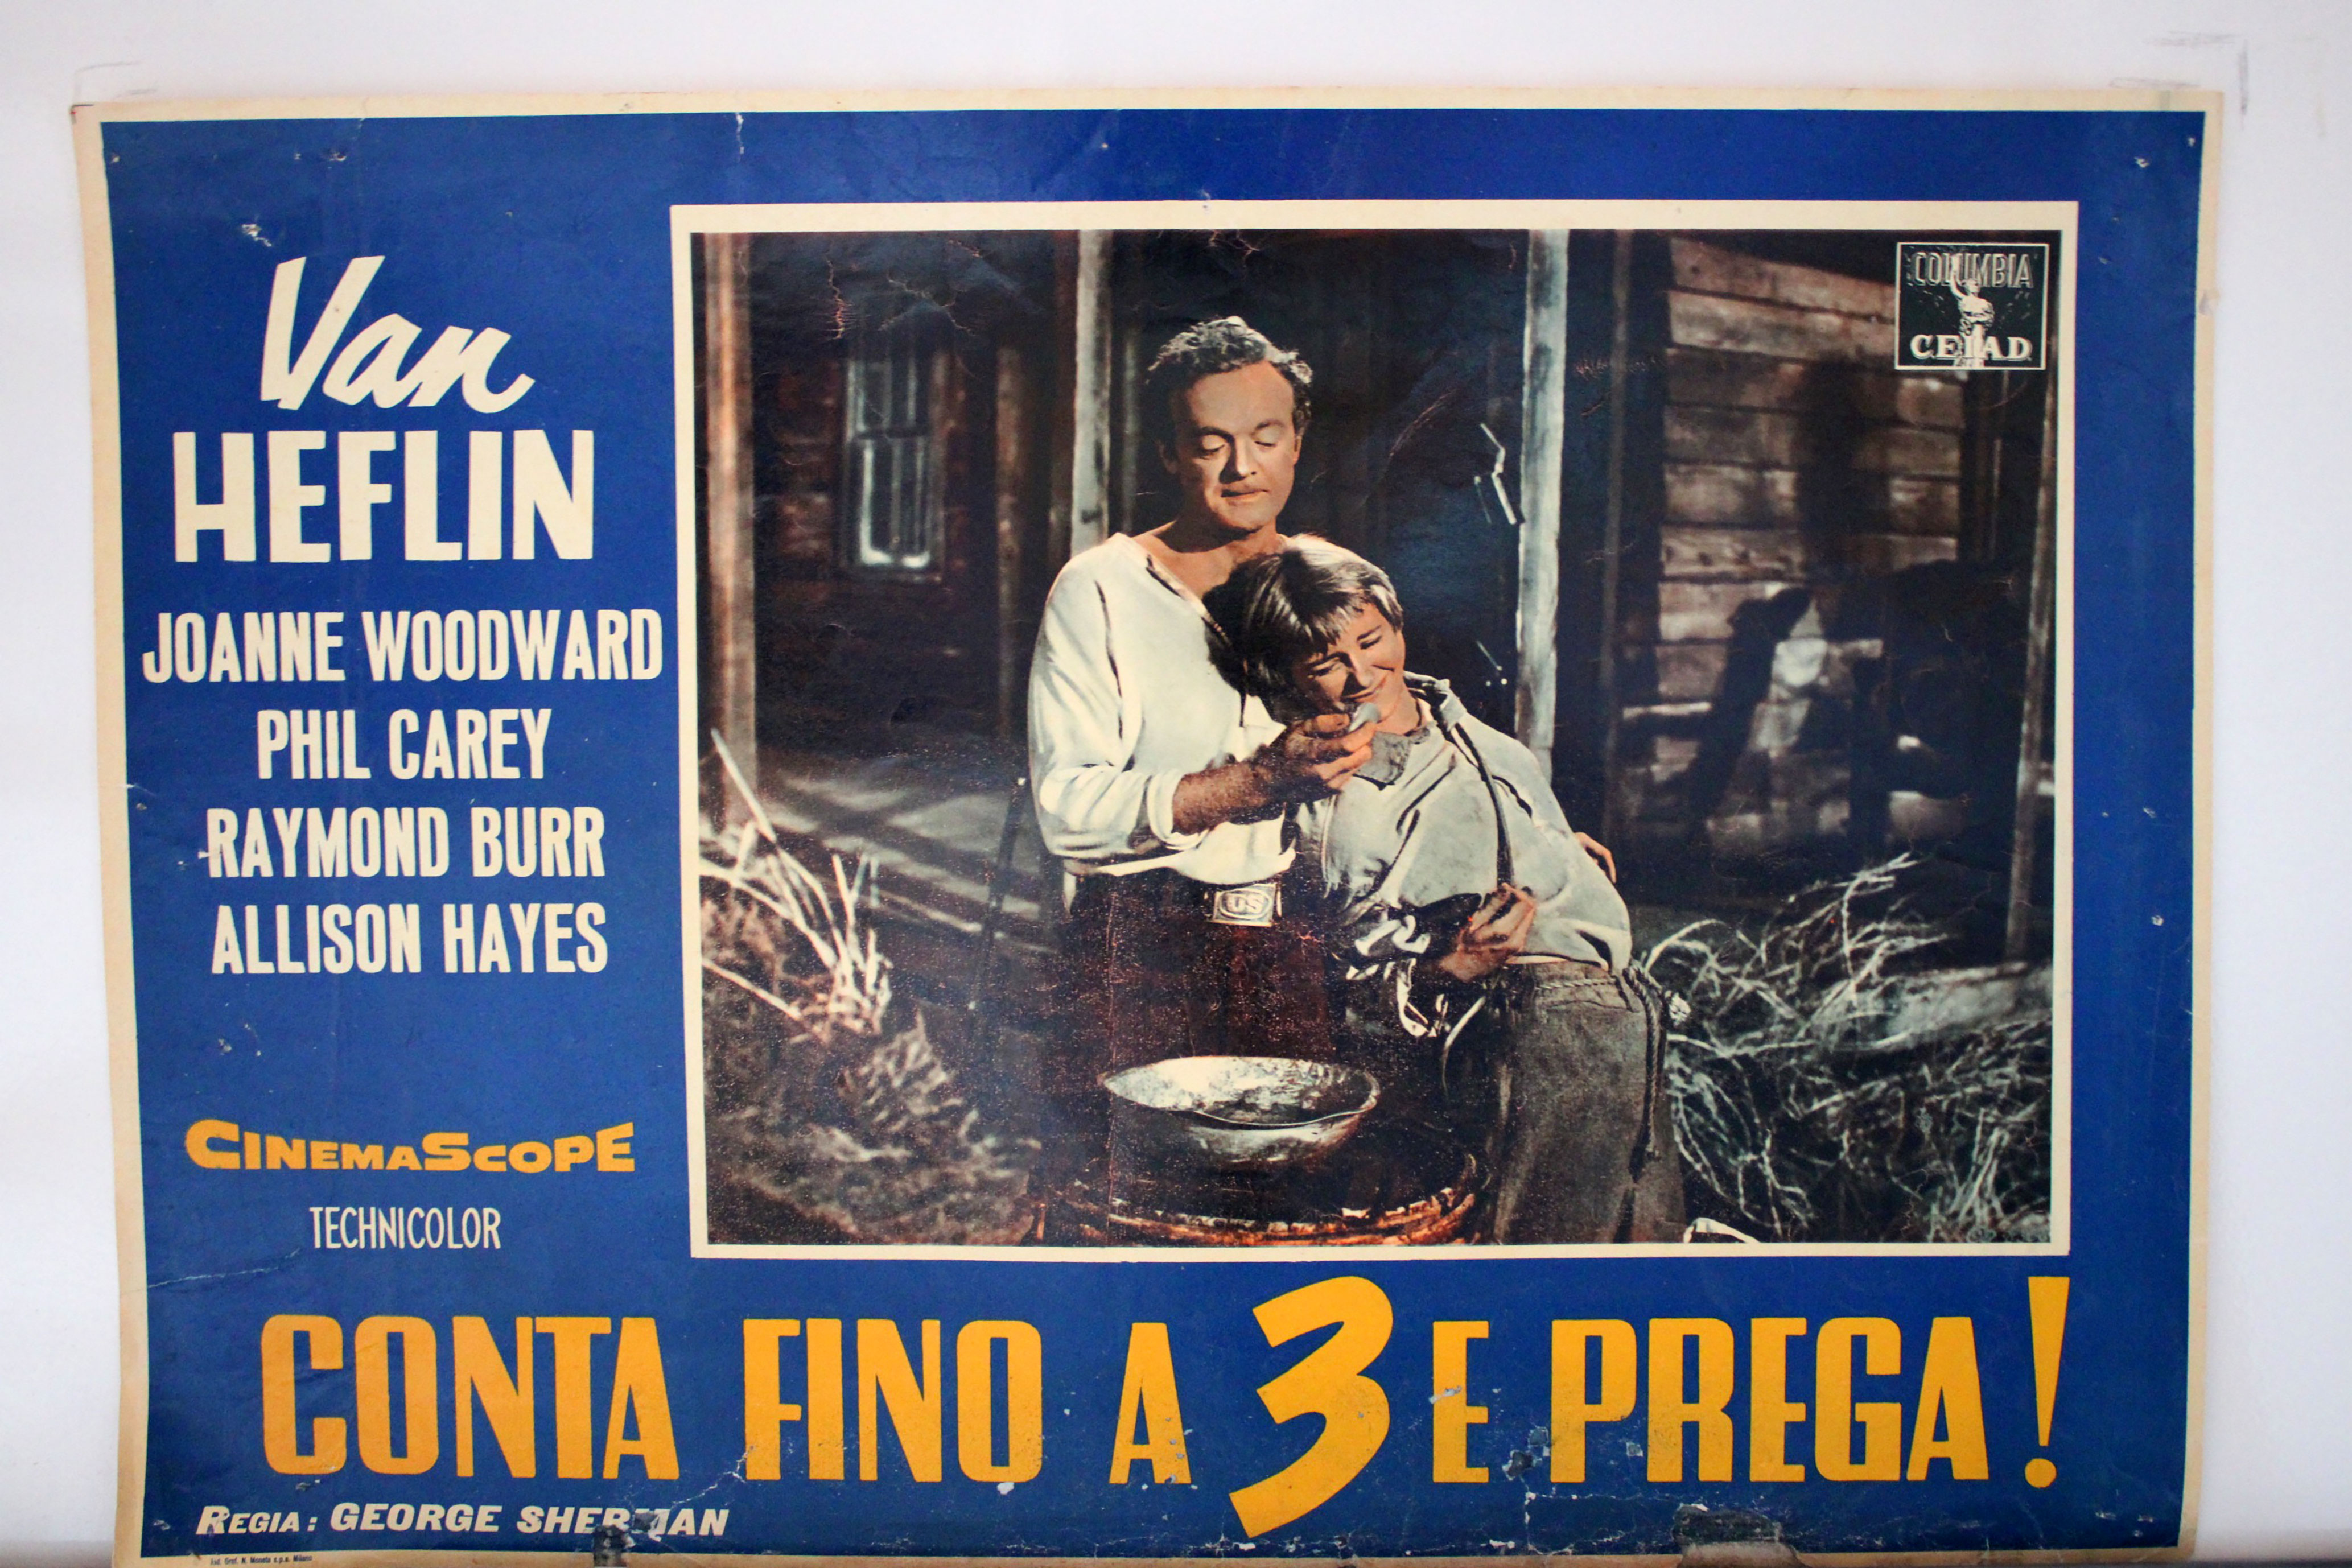 Van
HEFLIN
JOANNE WOODWARD
PHIL CAREY
RAYMOND BURR
ALLISON HAYES
CINEMASCOPE
TECHNICOLOR
COLUMBIA
CEIAD
US
CONTA FINO A 3 E PREGA!
REGIA: GEORGE SHERMAN